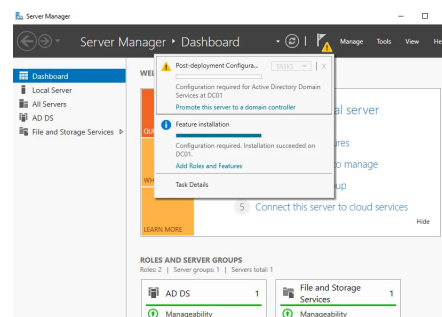 Server Manager
Server Manager • Dashboard
Manage Tools View He
Dashboard
Local Server
All Servers
AD DS
File and Storage Services
WEL
Post-deployment Configura... TASKS X
Configuration required for Active Directory Domain
Services at DC01
Promote this server to a domain controller
Feature installation
Configuration required. Installation succeeded on
DC01.
Add Roles and Features
Task Details
QUI
WH
LEARN MORE
al server
ures
o manage
up
5 Connect this server to cloud services
Hide
ROLES AND SERVER GROUPS
Roles: 2 | Server groups: 1 | Servers total: 1
AD DS 1
Manageability
File and Storage
Services 1
Manageability